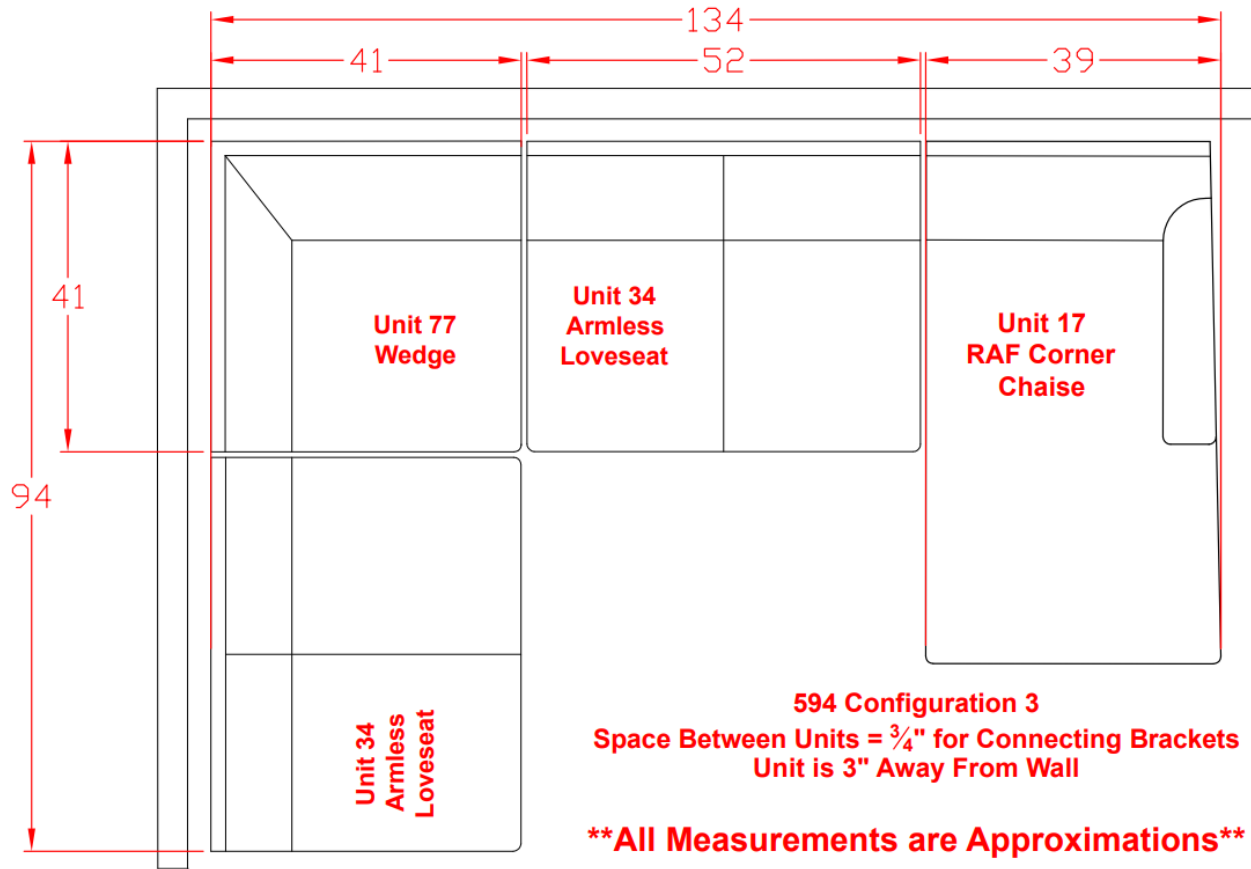 134
41
52
39
41
94
Unit 77
Wedge
Unit 34
Armless
Loveseat
Unit 17
RAF Corner
Chaise
Unit 34
Armless
Loveseat
594 Configuration 3
Space Between Units = ¾" for Connecting Brackets
Unit is 3" Away From Wall
**All Measurements are Approximations**